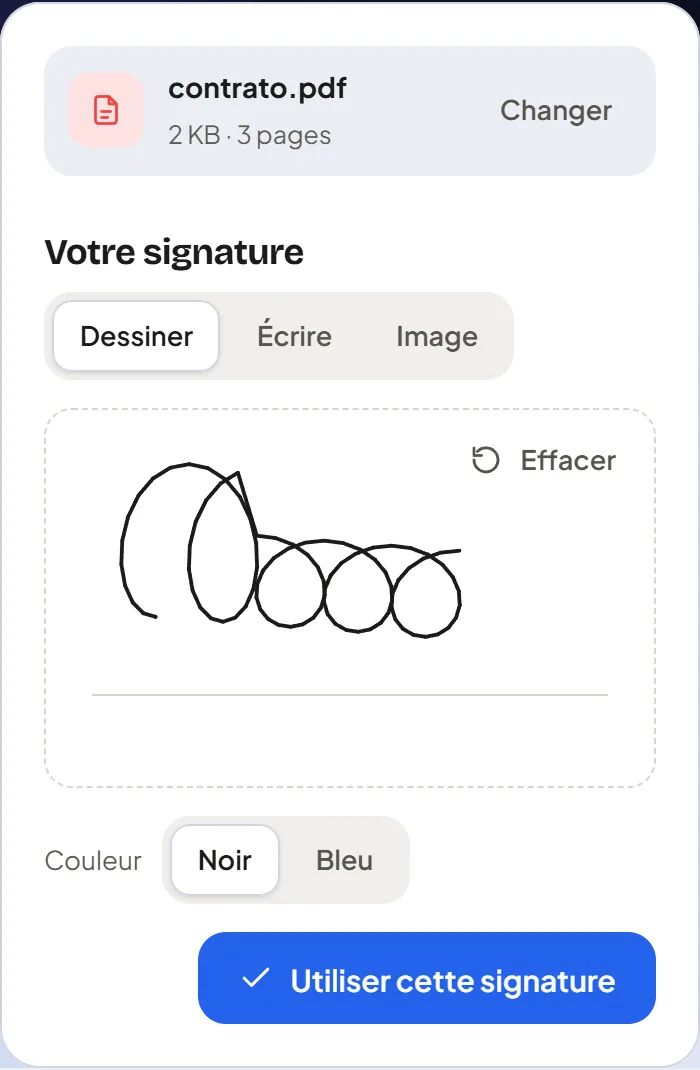 contrato.pdf
2 KB · 3 pages
Changer
Votre signature
Dessiner
Écrire
Image
Effacer
Couleur
Noir
Bleu
Utiliser cette signature